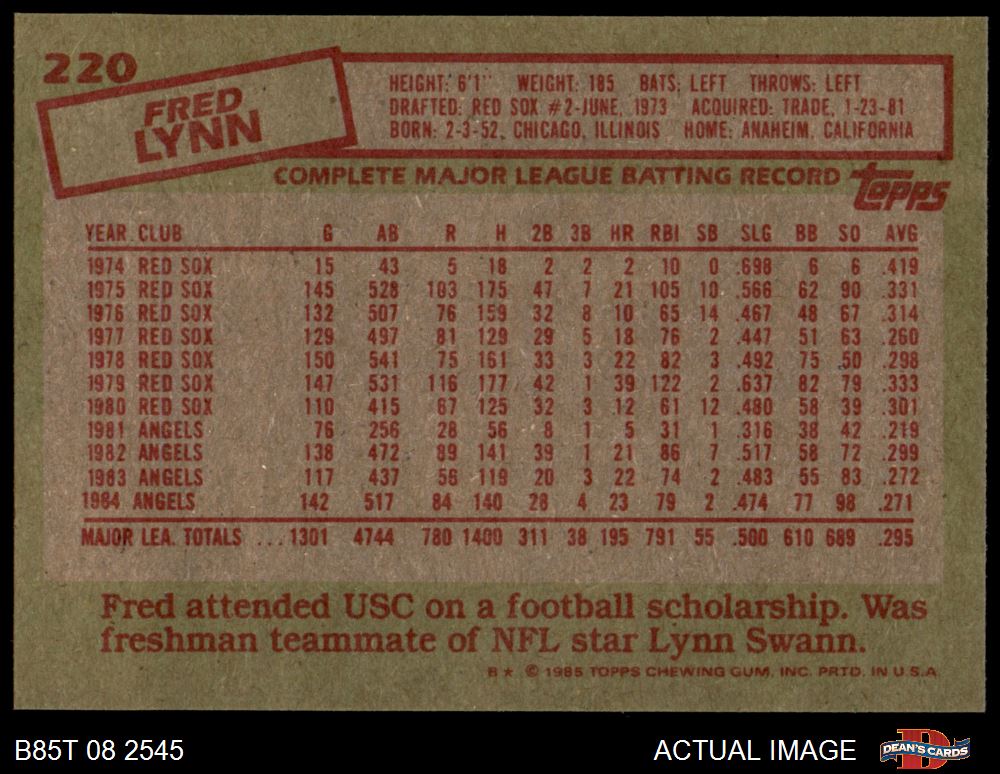 220
FRED
LYNN
HEIGHT: 6'1" WEIGHT: 185 BATS: LEFT THROWS: LEFT
DRAFTED: RED SOX #2-JUNE, 1973 ACQUIRED: TRADE, 1-23-81
BORN: 2-3-52, CHICAGO, ILLINOIS HOME: ANAHEIM, CALIFORNIA
COMPLETE MAJOR LEAGUE BATTING RECORD topps
YEAR CLUB G AB R H 2B 3B HR RBI SB SLG BB SO AVG
1974 RED SOX 15 43 5 18 2 2 2 10 0 .698 6 6 .419
1975 RED SOX 145 528 103 175 47 7 21 105 10 .566 62 90 .331
1976 RED SOX 132 507 76 159 32 8 10 65 14 .467 48 67 .314
1977 RED SOX 129 497 81 129 29 5 18 76 2 .447 51 63 .260
1978 RED SOX 150 541 75 161 33 3 22 82 3 .492 75 50 .298
1979 RED SOX 147 531 116 177 42 1 39 122 2 .637 82 79 .333
1980 RED SOX 110 415 67 125 32 3 12 61 12 .480 58 39 .301
1981 ANGELS 76 256 28 56 8 1 5 31 1 .316 38 42 .219
1982 ANGELS 138 472 89 141 39 1 21 86 7 .517 58 72 .299
1983 ANGELS 117 437 56 119 20 3 22 74 2 .483 55 83 .272
1984 ANGELS 142 517 84 140 28 4 23 79 2 .474 77 98 .271
MAJOR LEA. TOTALS ... 1301 4744 780 1400 311 38 195 791 55 .500 610 689 .295
Fred attended USC on a football scholarship. Was
freshman teammate of NFL star Lynn Swann.
B★ © 1985 TOPPS CHEWING GUM, INC. PRTD. IN U.S.A.
B85T 08 2545 ACTUAL IMAGE DEAN'S CARDS